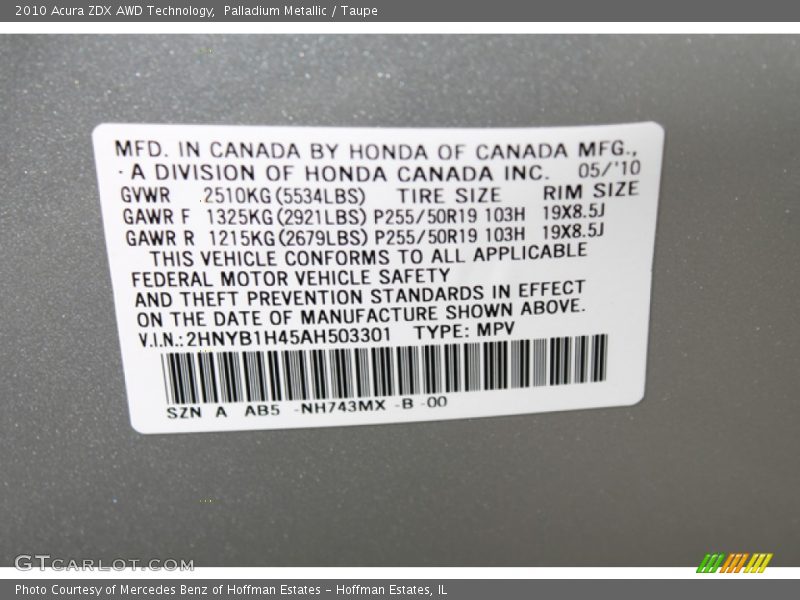 2010 Acura ZDX AWD Technology,  Palladium Metallic / Taupe
MFD. IN CANADA BY HONDA OF CANADA MFG.,
A DIVISION OF HONDA CANADA INC. 05/'10
GVWR 2510KG(5534LBS) TIRE SIZE RIM SIZE
GAWR F 1325KG(2921LBS) P255/50R19 103H 19X8.5J
GAWR R 1215KG(2679LBS) P255/50R19 103H 19X8.5J
THIS VEHICLE CONFORMS TO ALL APPLICABLE
FEDERAL MOTOR VEHICLE SAFETY
AND THEFT PREVENTION STANDARDS IN EFFECT
ON THE DATE OF MANUFACTURE SHOWN ABOVE.
V.I.N.:2HNYB1H45AH503301 TYPE: MPV
SZN A AB5 -NH743MX -B -00
GTCARLOT.COM
Photo Courtesy of Mercedes Benz of Hoffman Estates - Hoffman Estates, IL